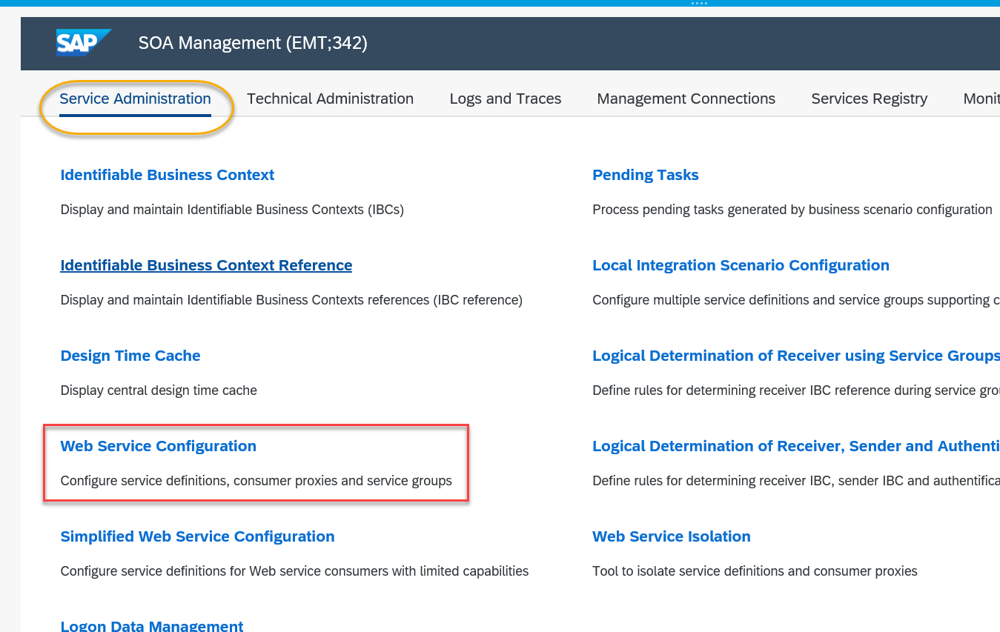 SAP SOA Management (EMT;342)
Service Administration Technical Administration Logs and Traces Management Connections Services Registry
Identifiable Business Context
Display and maintain Identifiable Business Contexts (IBCs)
Identifiable Business Context Reference
Display and maintain Identifiable Business Contexts references (IBC reference)
Design Time Cache
Display central design time cache
Web Service Configuration
Configure service definitions, consumer proxies and service groups
Simplified Web Service Configuration
Configure service definitions for Web service consumers with limited capabilities
Logon Data Management
Pending Tasks
Process pending tasks generated by business scenario configuration
Local Integration Scenario Configuration
Configure multiple service definitions and service groups supporting
Logical Determination of Receiver using Service Groups
Define rules for determining receiver IBC reference during service
Logical Determination of Receiver, Sender and
Define rules for determining receiver IBC, sender IBC and
Web Service Isolation
Tool to isolate service definitions and consumer proxies